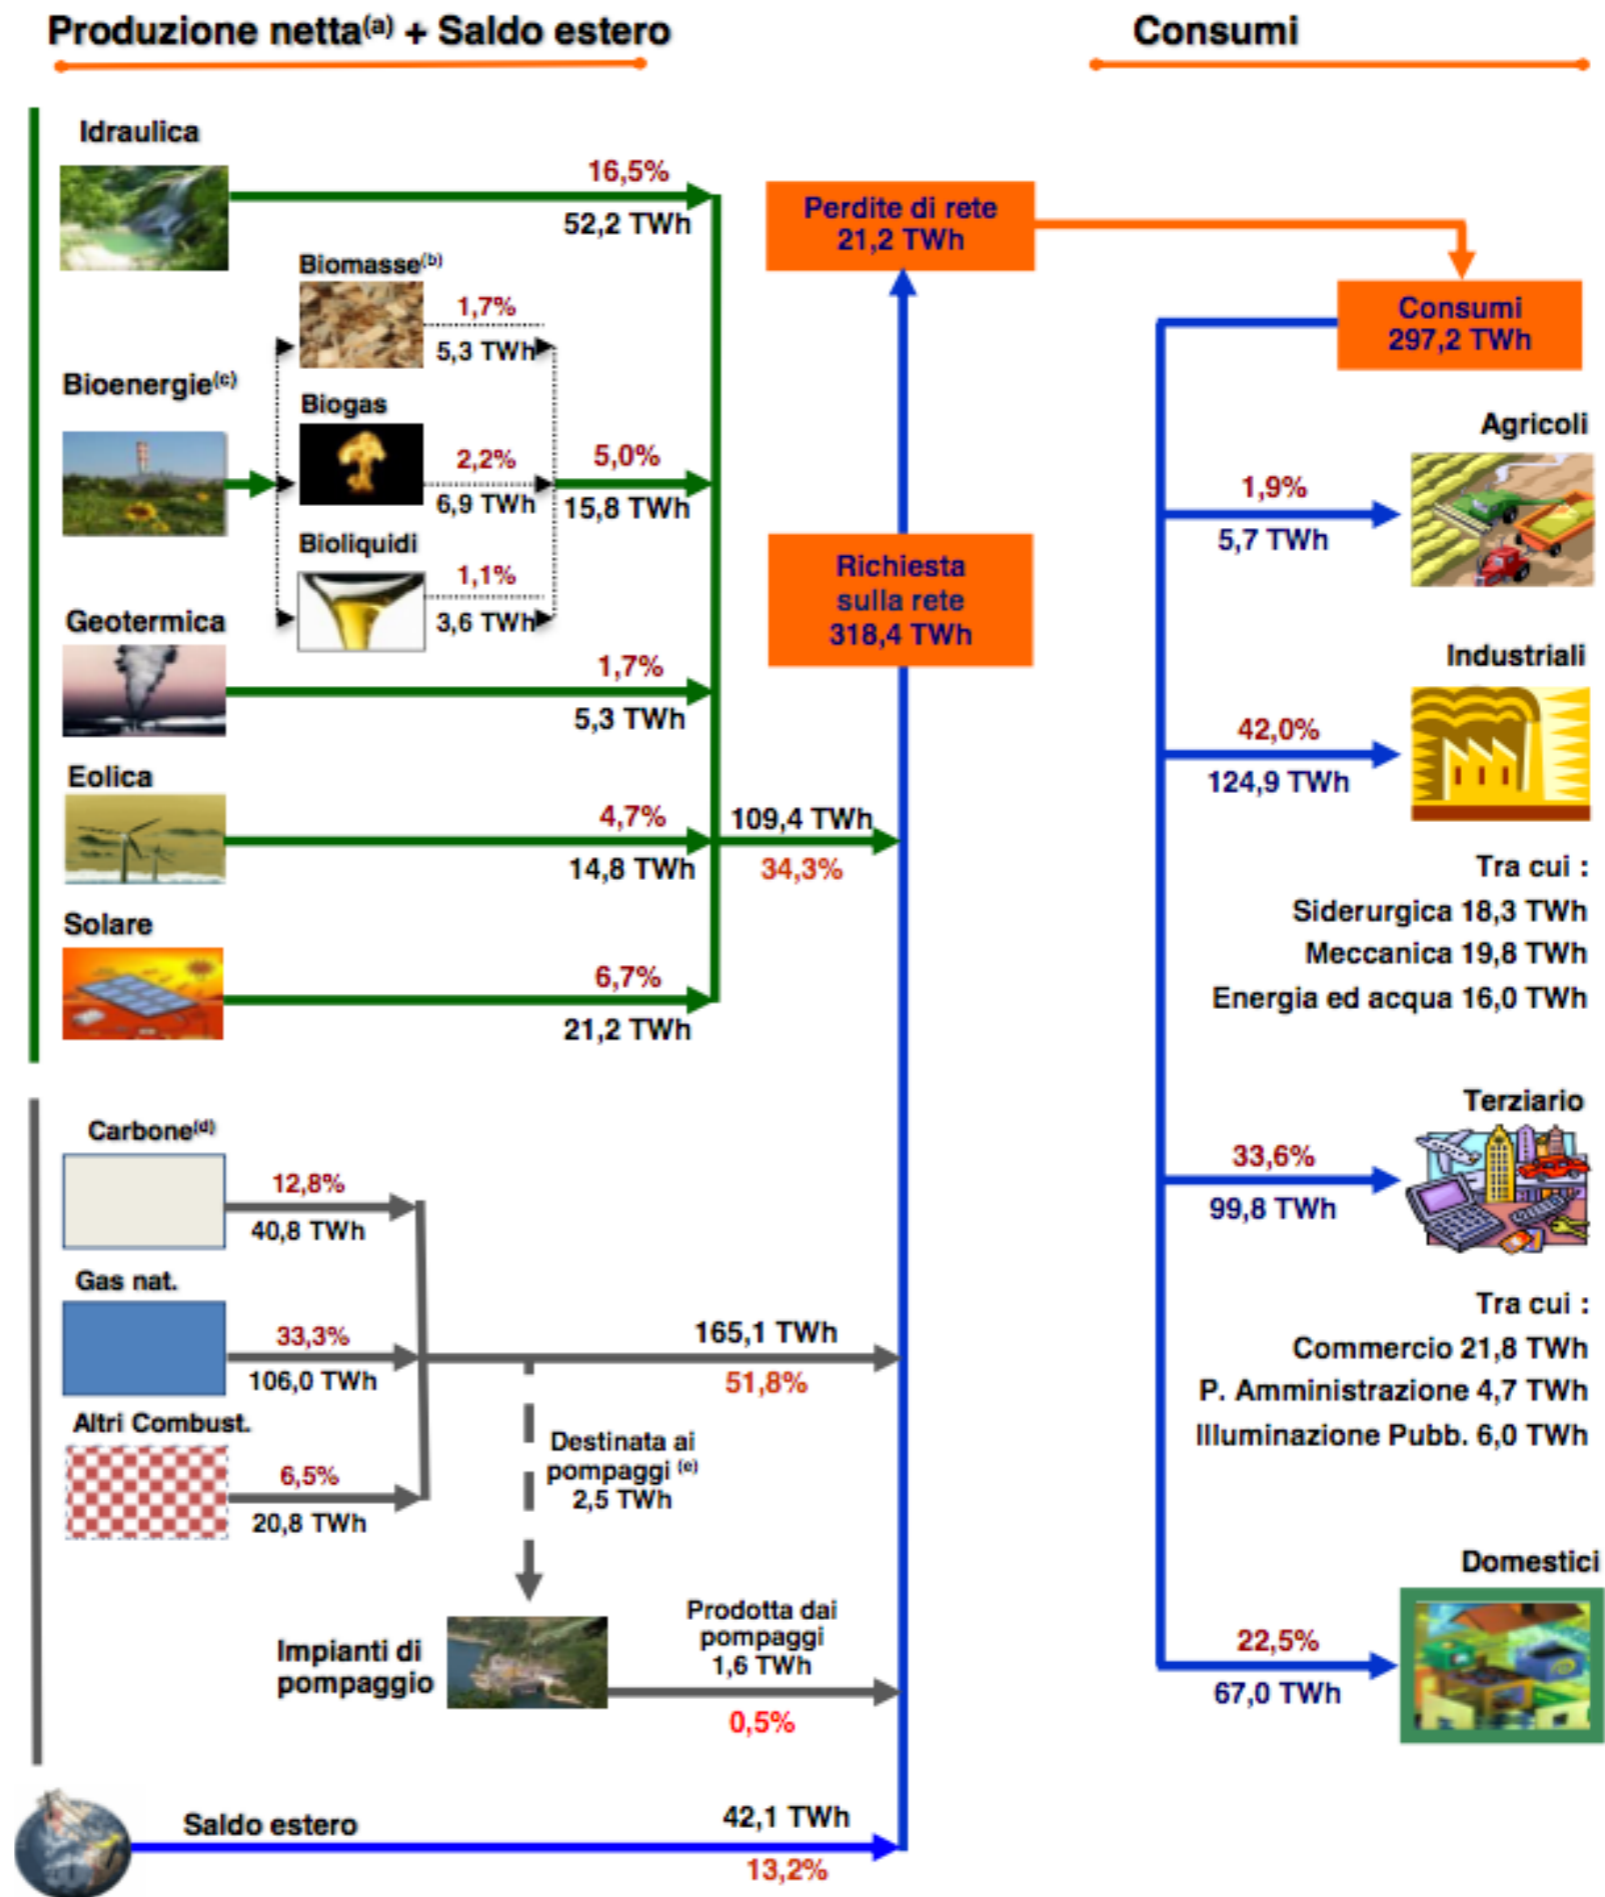 Produzione netta(a) + Saldo estero
Consumi
Idraulica
16,5%
52,2 TWh
Biomasse(b)
1,7%
5,3 TWh
Bioenergie(c)
Biogas
2,2%
6,9 TWh
5,0%
15,8 TWh
Bioliquidi
1,1%
3,6 TWh
Geotermica
1,7%
5,3 TWh
Eolica
4,7%
14,8 TWh
109,4 TWh
34,3%
Solare
6,7%
21,2 TWh
Carbone(d)
12,8%
40,8 TWh
Gas nat.
33,3%
106,0 TWh
165,1 TWh
51,8%
Altri Combust.
6,5%
20,8 TWh
Destinata ai
pompaggi (e)
2,5 TWh
Impianti di
pompaggio
Prodotta dai
pompaggi
1,6 TWh
0,5%
Saldo estero
42,1 TWh
13,2%
Perdite di rete
21,2 TWh
Richiesta
sulla rete
318,4 TWh
Consumi
297,2 TWh
Agricoli
1,9%
5,7 TWh
Industriali
42,0%
124,9 TWh
Tra cui :
Siderurgica 18,3 TWh
Meccanica 19,8 TWh
Energia ed acqua 16,0 TWh
Terziario
33,6%
99,8 TWh
Tra cui :
Commercio 21,8 TWh
P. Amministrazione 4,7 TWh
Illuminazione Pubb. 6,0 TWh
Domestici
22,5%
67,0 TWh